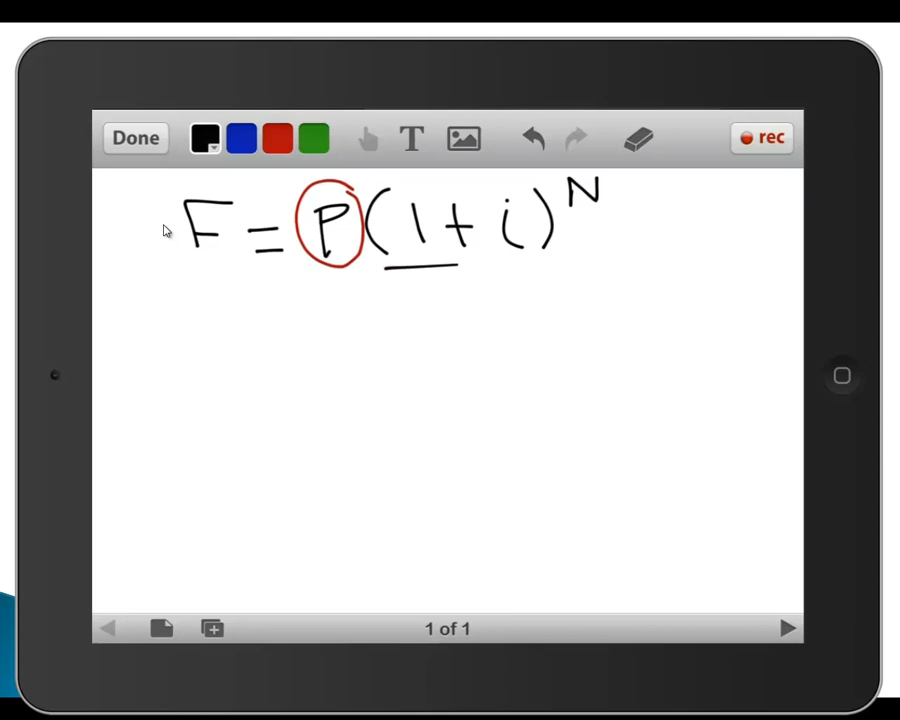 Done T rec
F = P(1+i)^N
1 of 1